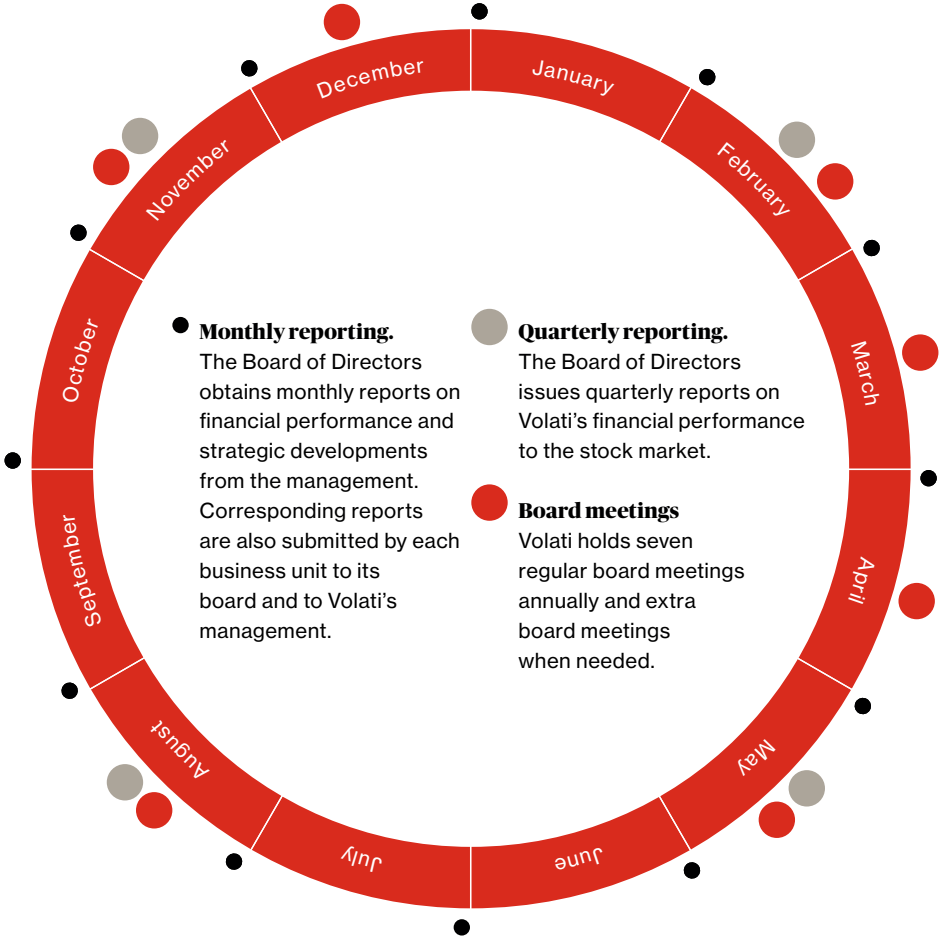 January
February
March
April
May
June
July
August
September
October
November
December
Monthly reporting.
The Board of Directors
obtains monthly reports on
financial performance and
strategic developments
from the management.
Corresponding reports
are also submitted by each
business unit to its
board and to Volati’s
management.
Quarterly reporting.
The Board of Directors
issues quarterly reports on
Volati’s financial performance
to the stock market.
Board meetings
Volati holds seven
regular board meetings
annually and extra
board meetings
when needed.